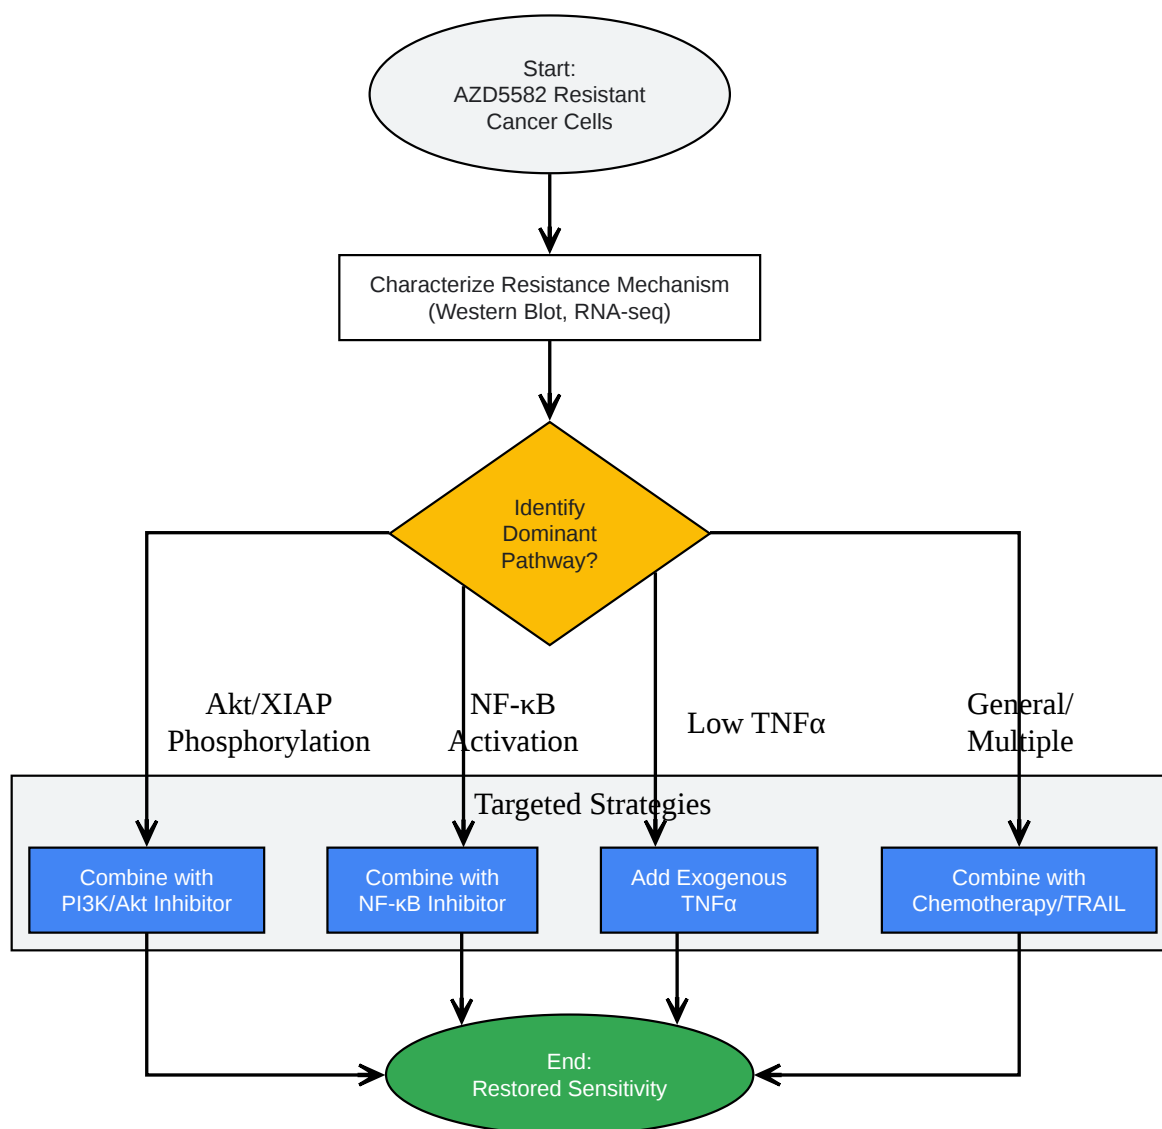 Start:
AZD5582 Resistant
Cancer Cells
Characterize Resistance Mechanism
(Western Blot, RNA-seq)
Identify
Dominant
Pathway?
Akt/XIAP
Phosphorylation
NF-κB
Activation
Low TNFα
General/
Multiple
Targeted Strategies
Combine with
PI3K/Akt Inhibitor
Combine with
NF-κB Inhibitor
Add Exogenous
TNFα
Combine with
Chemotherapy/TRAIL
End:
Restored Sensitivity